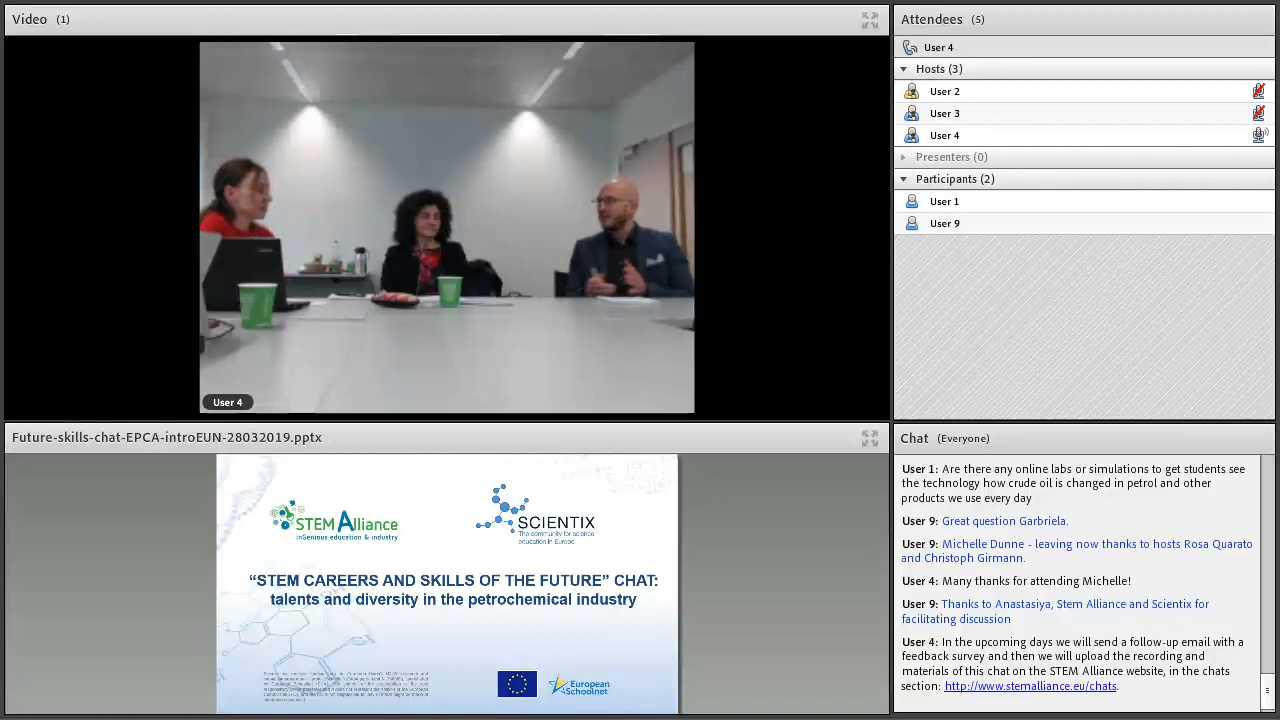 Video (1)
User 4
Future-skills-chat-EPCA-introEUN-28032019.pptx
STEM Alliance
inGenious education & industry
SCIENTIX
The community for science
education in Europe
“STEM CAREERS AND SKILLS OF THE FUTURE” CHAT:
talents and diversity in the petrochemical industry
European
Schoolnet
Attendees (5)
User 4
Hosts (3)
User 2
User 3
User 4
Presenters (0)
Participants (2)
User 1
User 9
Chat (Everyone)
User 1: Are there any online labs or simulations to get students see
the technology how crude oil is changed in petrol and other
products we use every day
User 9: Great question Garbriela.
User 9: Michelle Dunne - leaving now thanks to hosts Rosa Quarato
and Christoph Girmann.
User 4: Many thanks for attending Michelle!
User 9: Thanks to Anastasiya, Stem Alliance and Scientix for
facilitating discussion
User 4: In the upcoming days we will send a follow-up email with a
feedback survey and then we will upload the recording and
materials of this chat on the STEM Alliance website in the chats
section: http://www.stemalliance.eu/chats